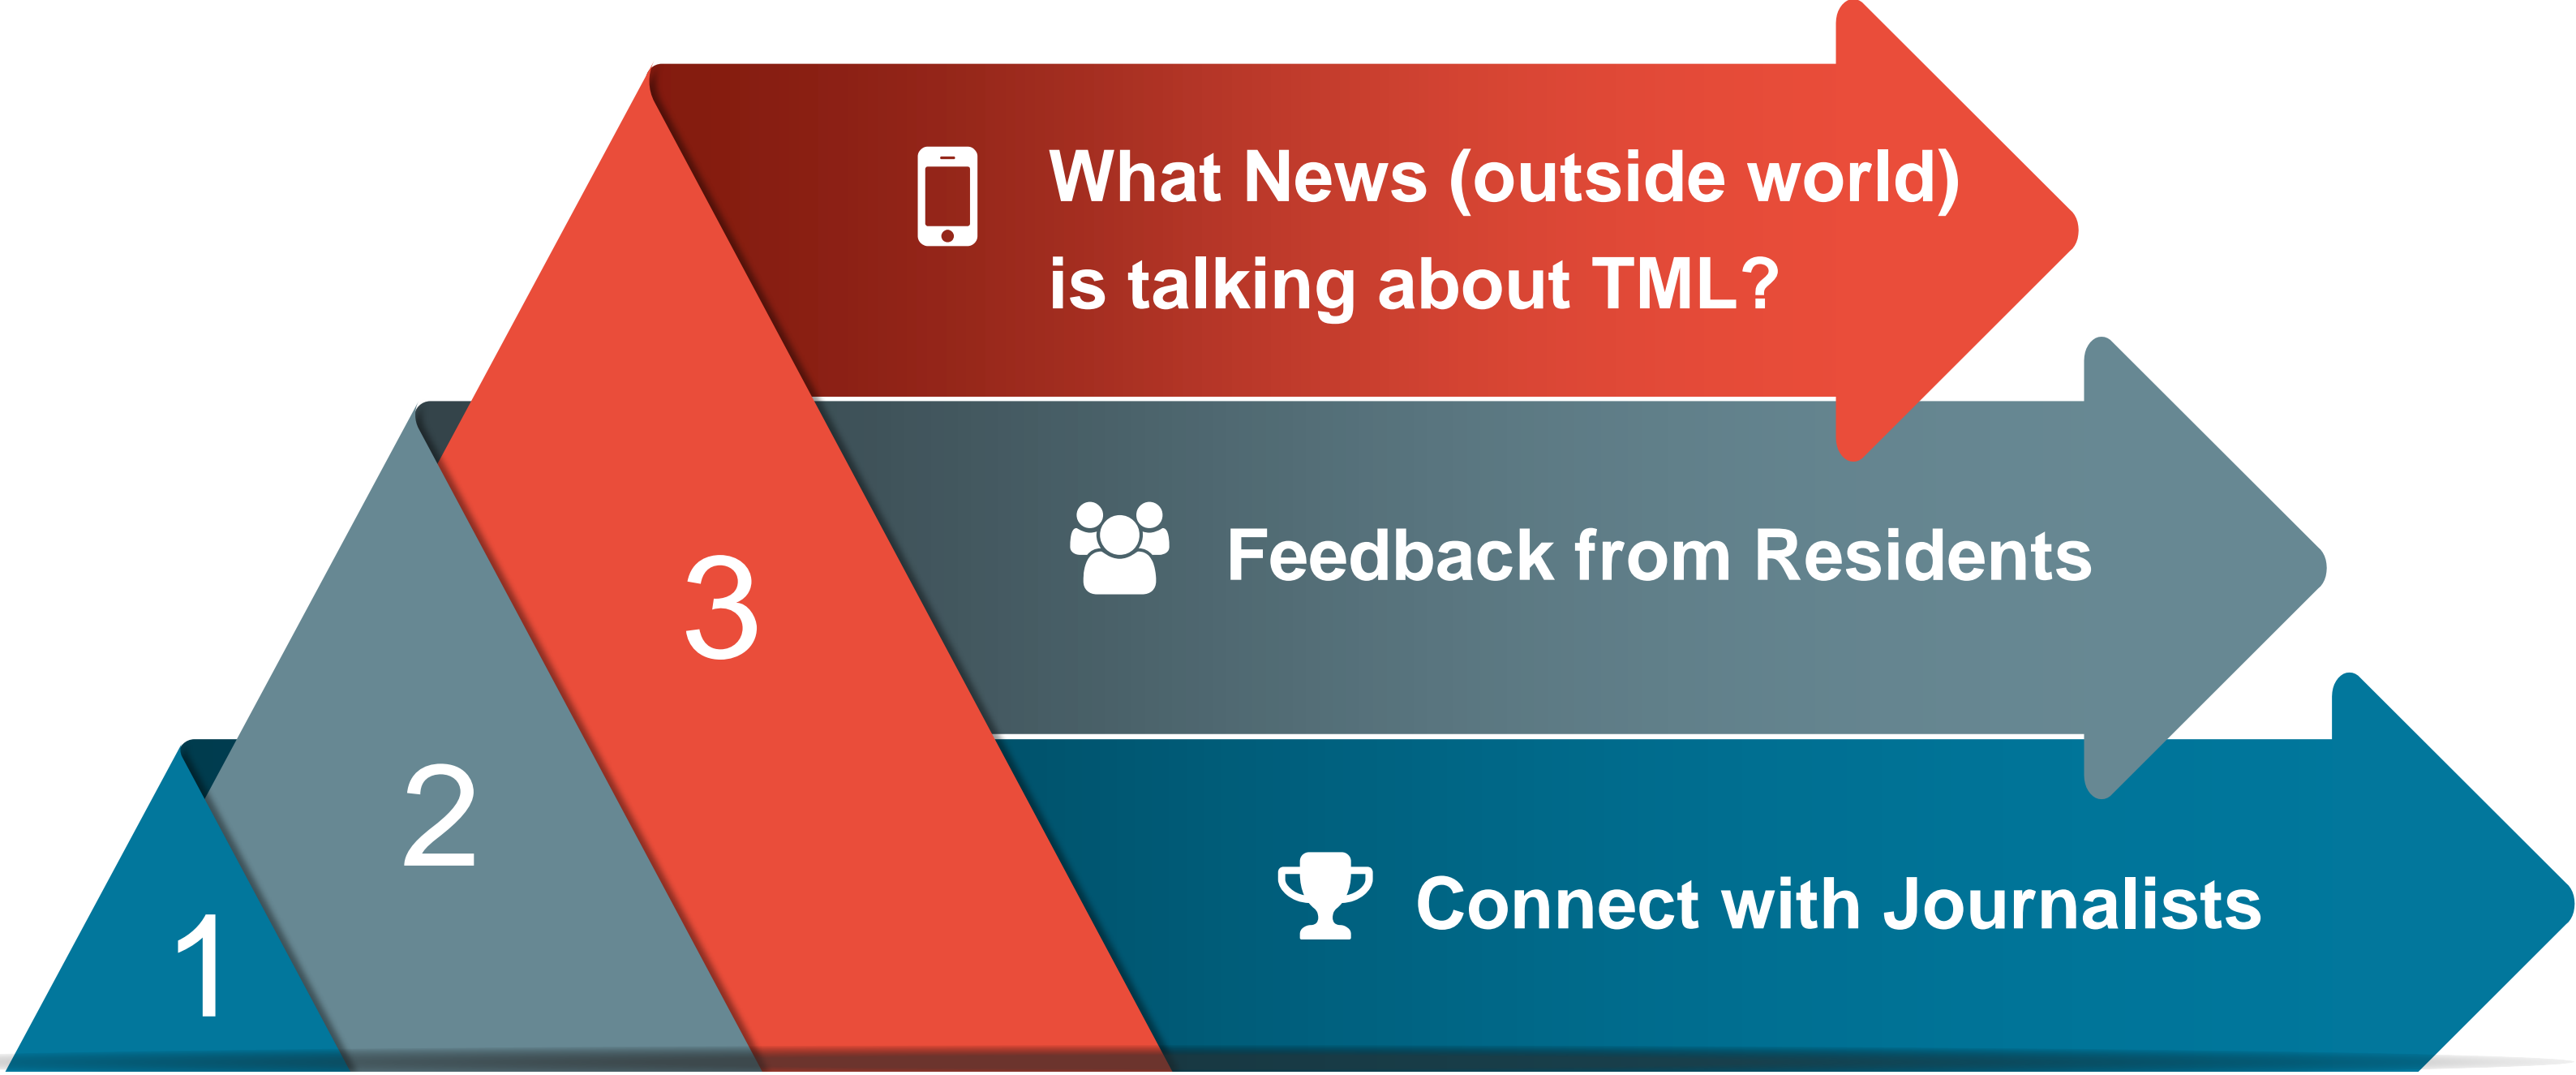 What News (outside world)
is talking about TML?
3
Feedback from Residents
2
Connect with Journalists
1